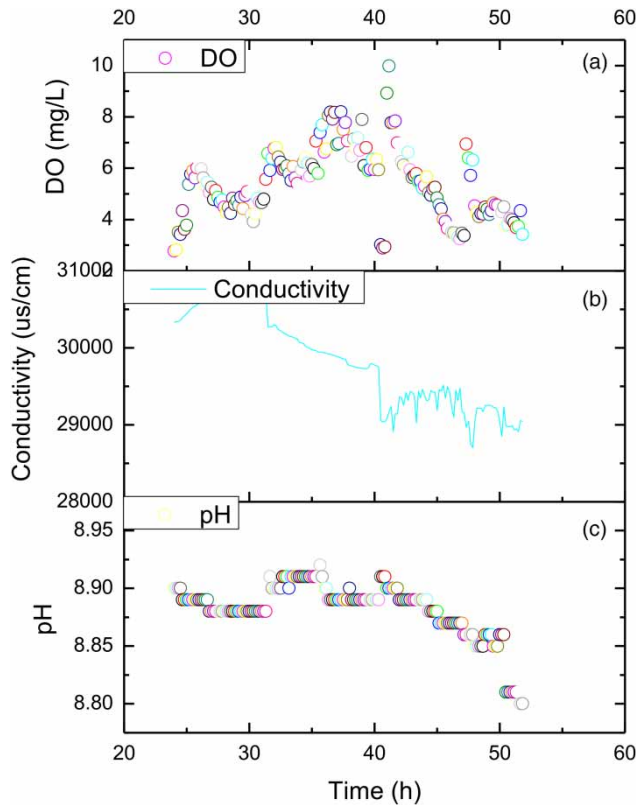 20 30 40 50 60
DO (a)
10
8
6
4
2
DO (mg/L)
Conductivity (b)
31000
30000
29000
28000
Conductivity (us/cm)
pH (c)
8.95
8.90
8.85
8.80
pH
20 30 40 50 60
Time (h)